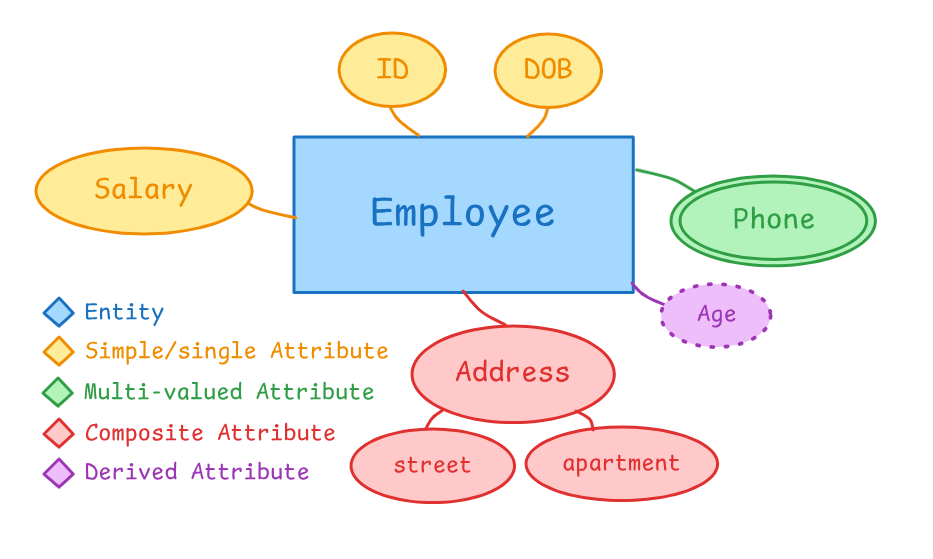 ID
DOB
Salary
Employee
Phone
Age
Address
street
apartment
Entity
Simple/single Attribute
Multi-valued Attribute
Composite Attribute
Derived Attribute